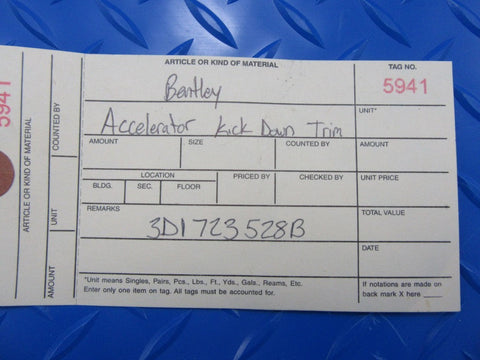 ARTICLE OR KIND OF MATERIAL
TAG NO.
Bentley
5941
Accelerator Kick Down Trim
UNIT*
AMOUNT SIZE COUNTED BY AMOUNT
LOCATION PRICED BY CHECKED BY UNIT PRICE
BLDG. SEC. FLOOR
REMARKS TOTAL VALUE
3D1723528B
DATE
*Unit means Singles, Pairs, Pcs., Lbs., Ft., Yds., Gals., Reams, Etc.
Enter only one item on tag. All tags must be accounted for.
If notations are made on
back mark X here
5941
ARTICLE OR KIND OF MATERIAL
COUNTED BY
UNIT
AMOUNT